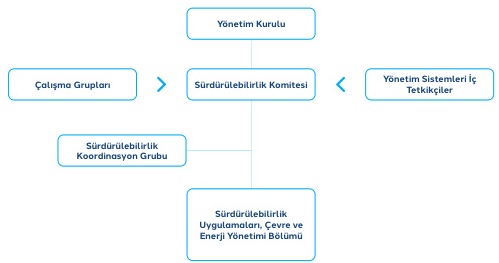 Yönetim Kurulu
Çalışma Grupları
Sürdürülebilirlik Komitesi
Yönetim Sistemleri İç
Tetkikçiler
Sürdürülebilirlik
Koordinasyon Grubu
Sürdürülebilirlik
Uygulamaları, Çevre ve
Enerji Yönetimi Bölümü